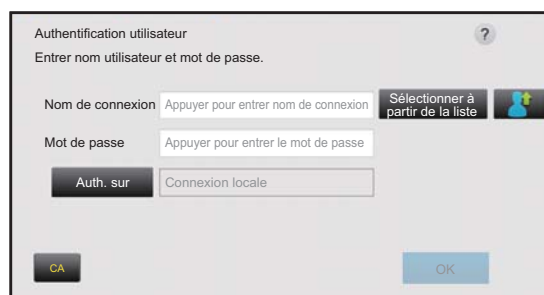 Authentification utilisateur
?
Entrer nom utilisateur et mot de passe.
Nom de connexion
Appuyer pour entrer nom de connexion
Sélectionner à
partir de la liste
Mot de passe
Appuyer pour entrer le mot de passe
Auth. sur
Connexion locale
CA
OK